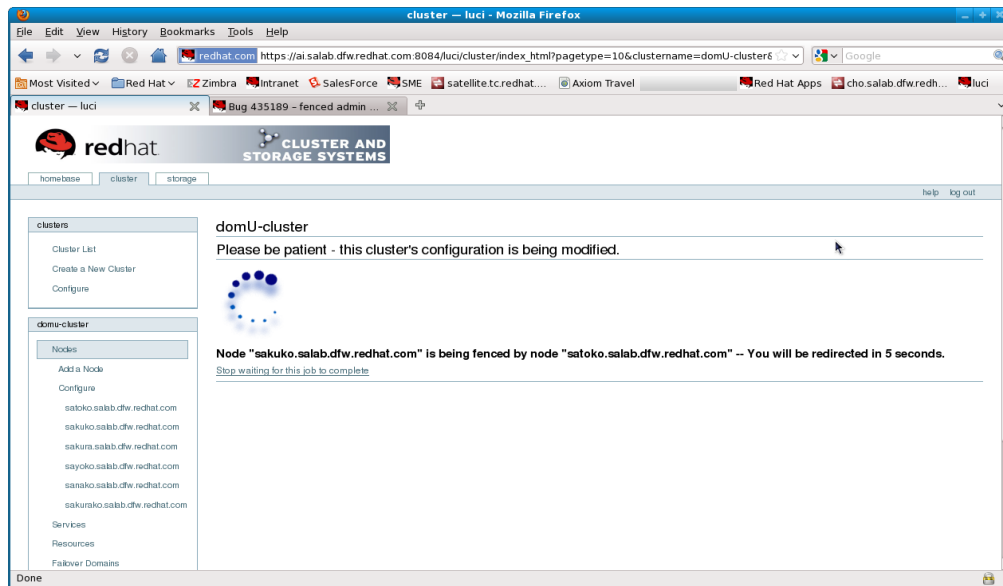 cluster — luci - Mozilla Firefox
File Edit View History Bookmarks Tools Help
redhat.com https://ai.salab.dfw.redhat.com:8084/luci/cluster/index_html?pagetype=10&clustername=domU-cluster& Google
Most Visited Red Hat Zimbra Intranet SalesForce SME satellite.tc.redhat.... Axiom Travel Red Hat Apps cho.salab.dfw.redh... luci
cluster — luci Bug 435189 – fenced admin ...
redhat. CLUSTER AND
STORAGE SYSTEMS
homebase cluster storage
help log out
clusters
Cluster List
Create a New Cluster
Configure
domu-cluster
Nodes
Add a Node
Configure
satoko.salab.dfw.redhat.com
sakuko.salab.dfw.redhat.com
sakura.salab.dfw.redhat.com
sayoko.salab.dfw.redhat.com
sanako.salab.dfw.redhat.com
sakurako.salab.dfw.redhat.com
Services
Resources
Failover Domains
domU-cluster
Please be patient - this cluster's configuration is being modified.
Node "sakuko.salab.dfw.redhat.com" is being fenced by node "satoko.salab.dfw.redhat.com" -- You will be redirected in 5 seconds.
Stop waiting for this job to complete
Done